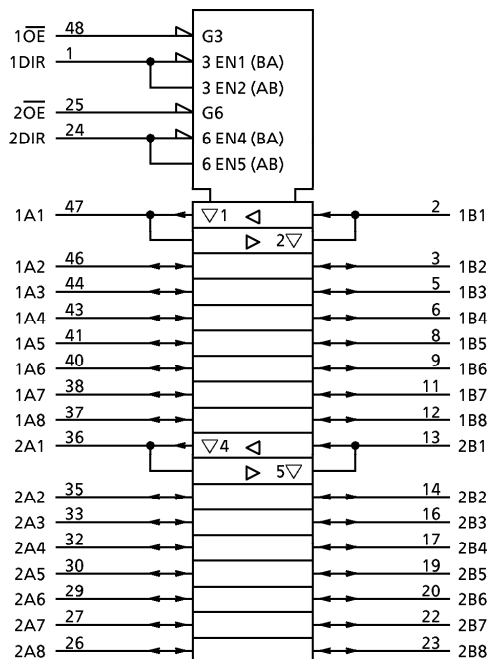 1O̅E̅ 48 G3
1DIR 1 3 EN1 (BA)
3 EN2 (AB)
2O̅E̅ 25 G6
2DIR 24 6 EN4 (BA)
6 EN5 (AB)
1A1 47 ▽1 ◁ 2 1B1
▷ 2▽
1A2 46 3 1B2
1A3 44 5 1B3
1A4 43 6 1B4
1A5 41 8 1B5
1A6 40 9 1B6
1A7 38 11 1B7
1A8 37 12 1B8
2A1 36 ▽4 ◁ 13 2B1
▷ 5▽
2A2 35 14 2B2
2A3 33 16 2B3
2A4 32 17 2B4
2A5 30 19 2B5
2A6 29 20 2B6
2A7 27 22 2B7
2A8 26 23 2B8